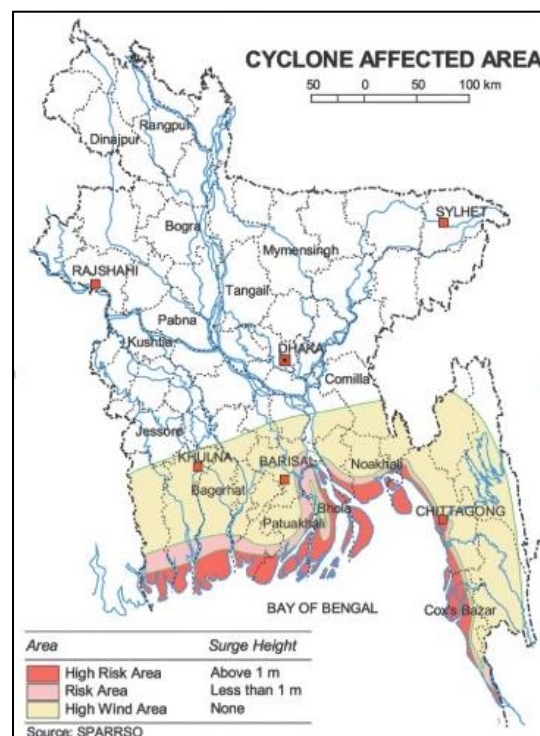 CYCLONE AFFECTED AREA
50 0 50 100 km
Rangpur
Dinajpur
SYLHET
Bogra
Mymensingh
RAJSHAHI
Tangail
Pabna
DHAKA
Kushtia
Comilla
Jessore
KHULNA
BARISAL
Noakhali
Bagerhat
Bhola
Patuakhali
CHITTAGONG
BAY OF BENGAL
Cox's Bazar
Area Surge Height
High Risk Area Above 1 m
Risk Area Less than 1 m
High Wind Area None
Source: SPARRSO